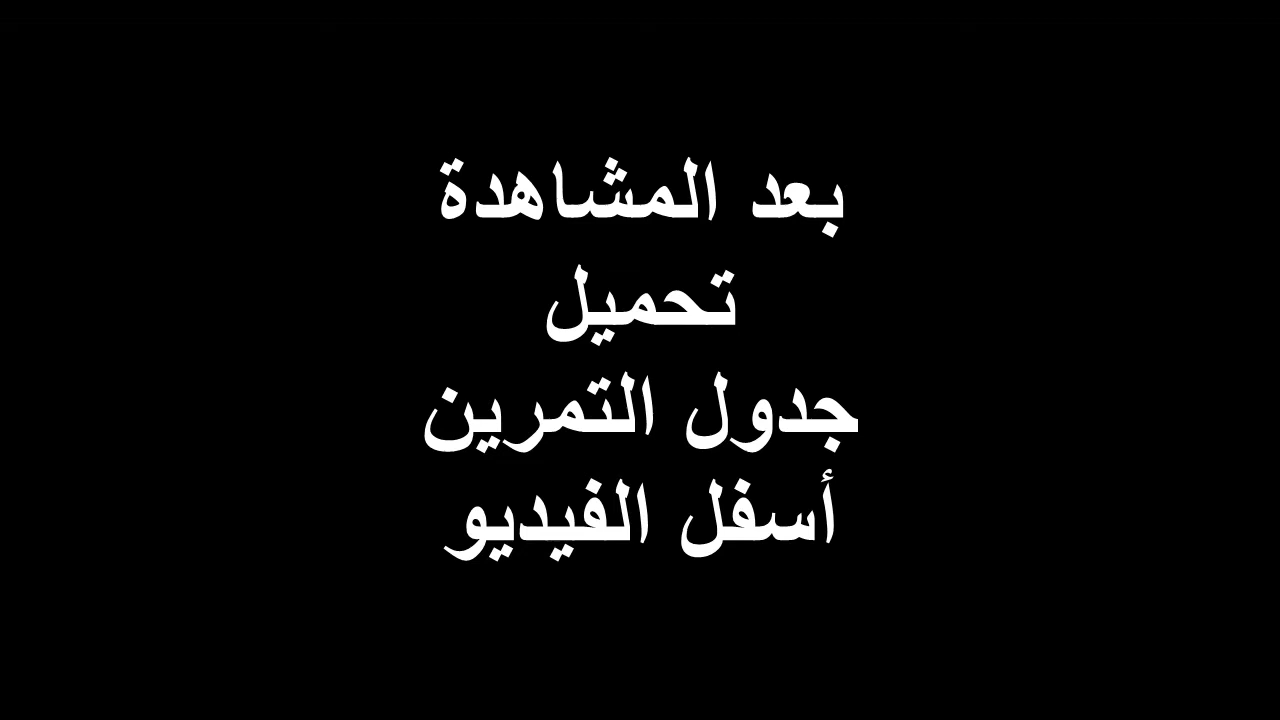 بعد المشاهدة
تحميل
جدول التمرين
أسفل الفيديو